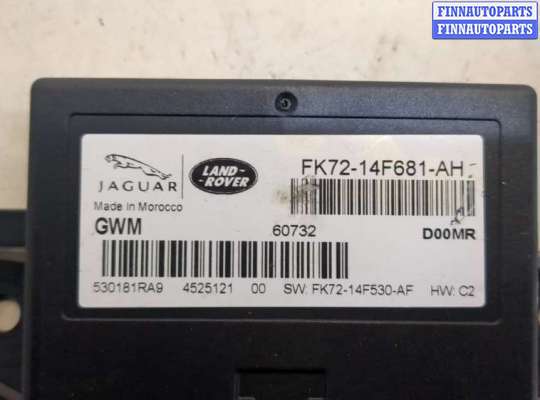 FINNAUTOPARTS
FINNAUTOPARTS
JAGUAR
LAND-
-ROVER
FK72-14F681-AH
Made in Morocco
GWM 60732 D00MR
530181RA9 4525121 00 SW: FK72-14F530-AF HW: C2